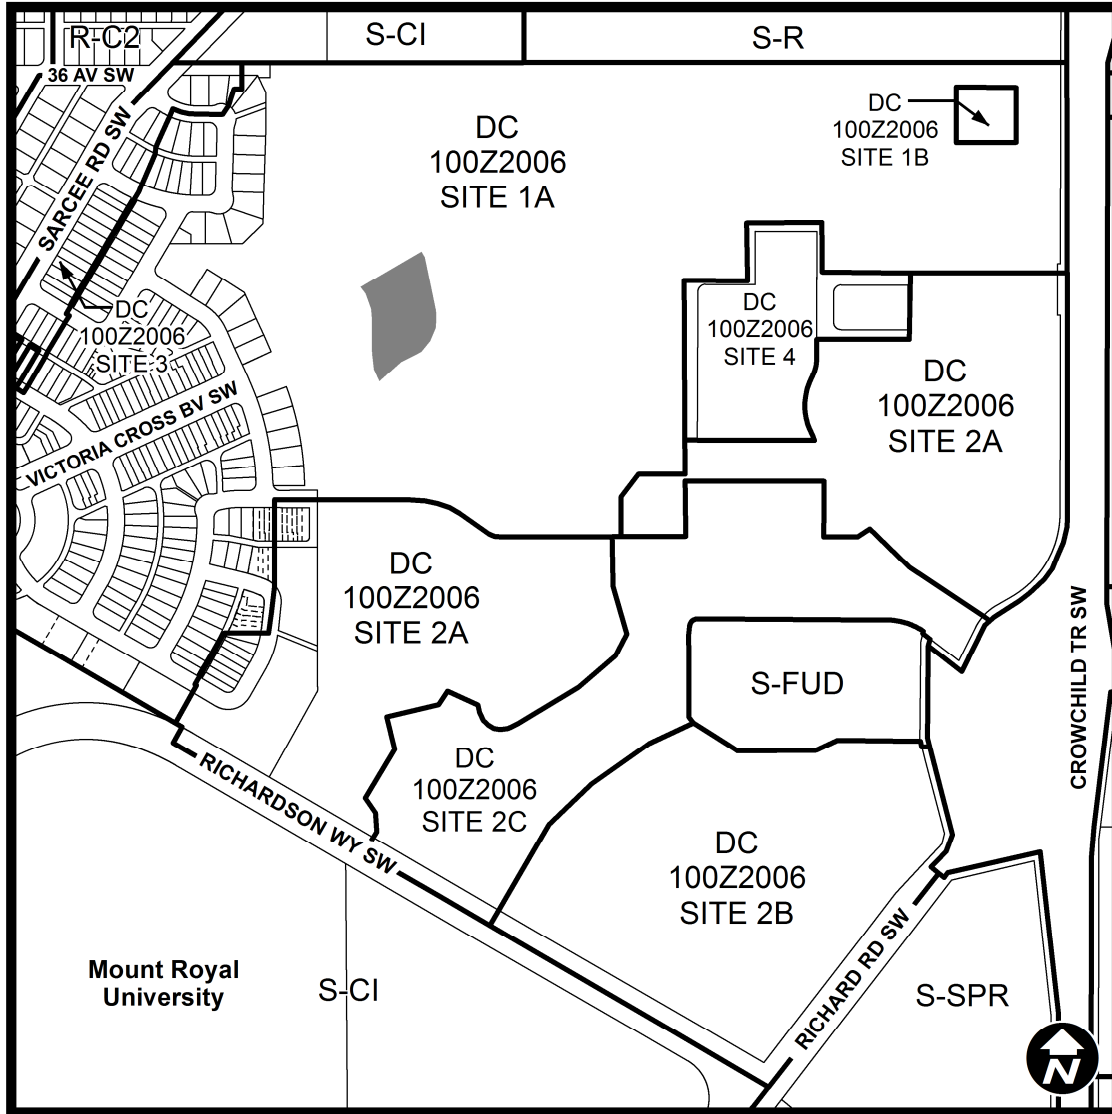 R-C2
S-CI
S-R
36 AV SW
SARCEE RD SW
DC
100Z2006
SITE 1A
DC
100Z2006
SITE 1B
DC
100Z2006
SITE 3
DC
100Z2006
SITE 4
DC
100Z2006
SITE 2A
VICTORIA CROSS BV SW
DC
100Z2006
SITE 2A
CROWCHILD TR SW
S-FUD
DC
100Z2006
SITE 2C
RICHARDSON WY SW
DC
100Z2006
SITE 2B
RICHARD RD SW
Mount Royal
University
S-CI
S-SPR
N